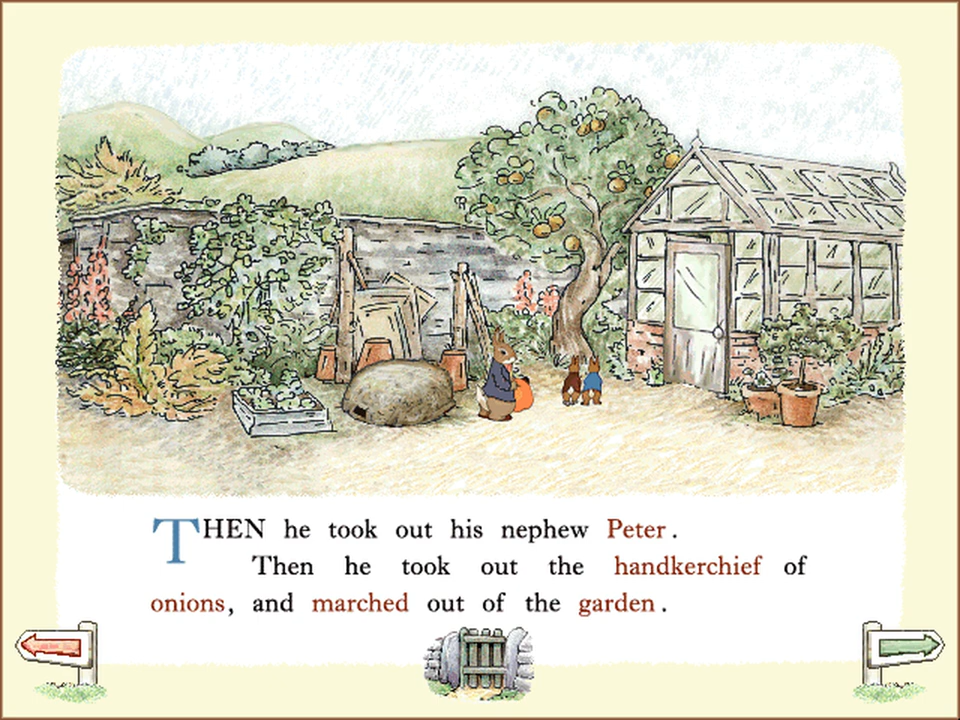 THEN he took out his nephew Peter.
Then he took out the handkerchief of
onions, and marched out of the garden.